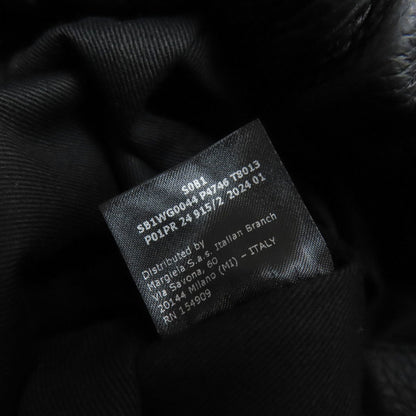 S081
S81WG0044 P4746 T8013
P01PR 24 915/2 2024 01
Distributed by
Margiela S.a.s. Italian Branch
Via Savona, 60
20144 Milano (MI) – ITALY
RN 154909